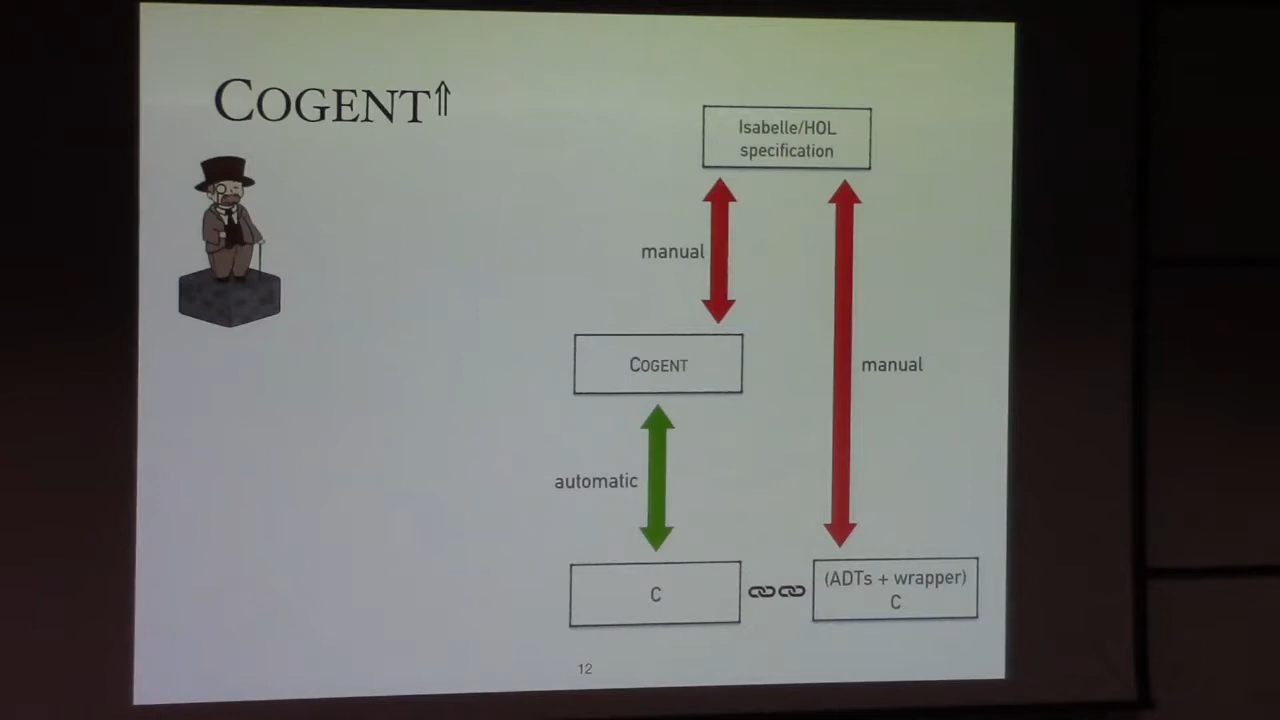 COGENT⇑
Isabelle/HOL
specification
manual
COGENT
manual
automatic
C
(ADTs + wrapper)
C
12